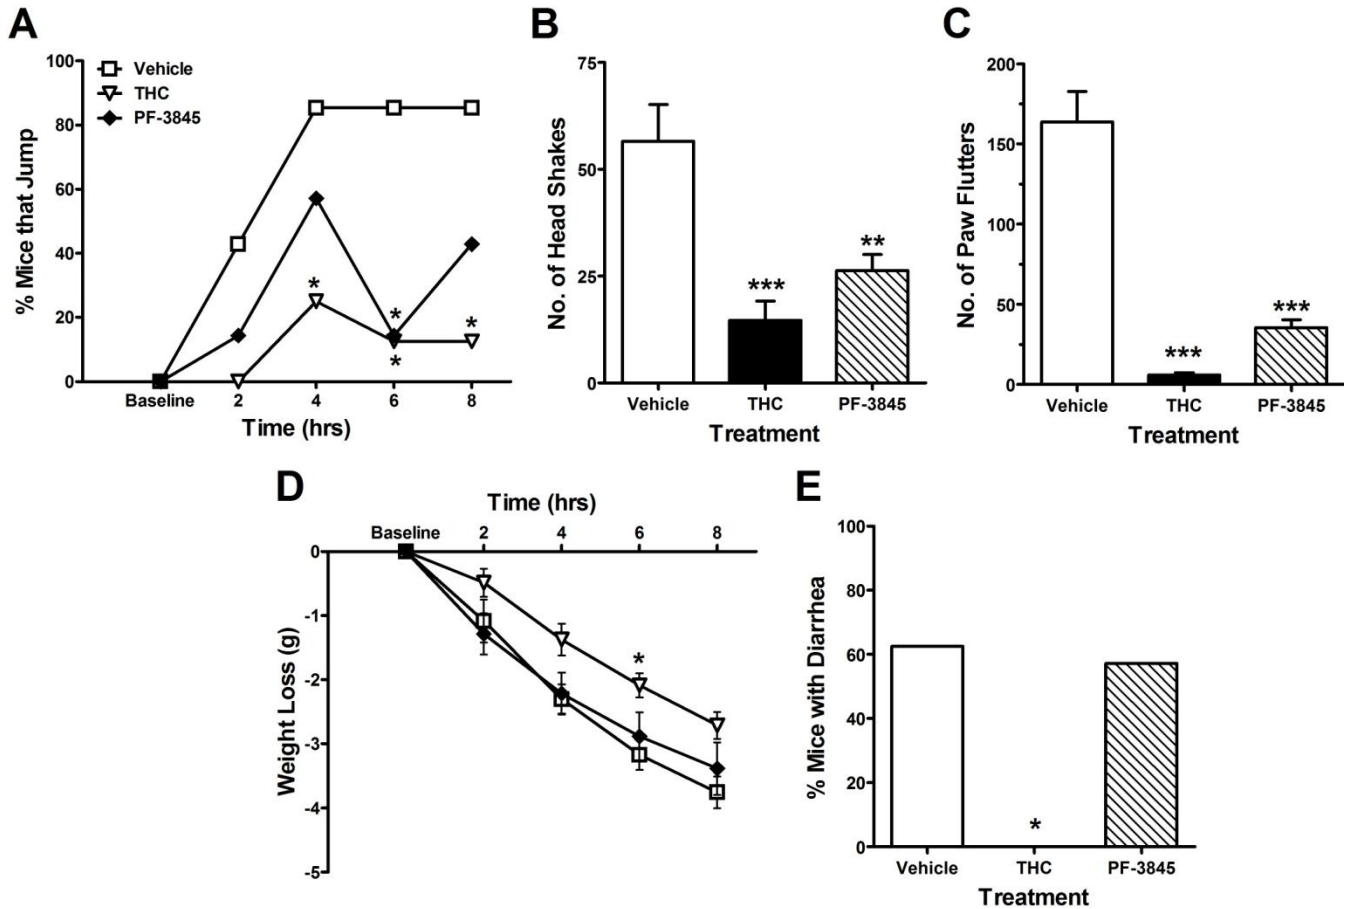 A
100
80
60
40
20
0
% Mice that Jump
Vehicle
THC
PF-3845
*
*
*
*
Baseline 2 4 6 8
Time (hrs)
B
75
50
25
0
No. of Head Shakes
***
**
Vehicle THC PF-3845
Treatment
C
200
150
100
50
0
No. of Paw Flutters
***
***
Vehicle THC PF-3845
Treatment
D
Time (hrs)
Baseline 2 4 6 8
0
-1
-2
-3
-4
-5
Weight Loss (g)
*
E
100
80
60
40
20
0
% Mice with Diarrhea
*
Vehicle THC PF-3845
Treatment